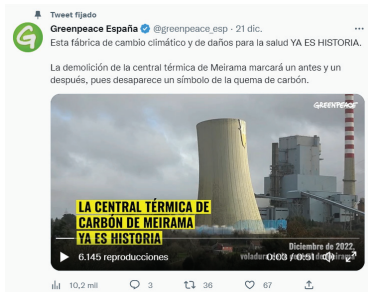 Tweet fijado
Greenpeace España @greenpeace_esp · 21 dic.
Esta fábrica de cambio climático y de daños para la salud YA ES HISTORIA.
La demolición de la central térmica de Meirama marcará un antes y un
después, pues desaparece un símbolo de la quema de carbón.
GREENPEACE
LA CENTRAL TÉRMICA DE
CARBÓN DE MEIRAMA
YA ES HISTORIA
Diciembre de 2022,
voladura
de Meirama
6.145 reproducciones
0:03 / 0:51
10,2 mil
3
36
67